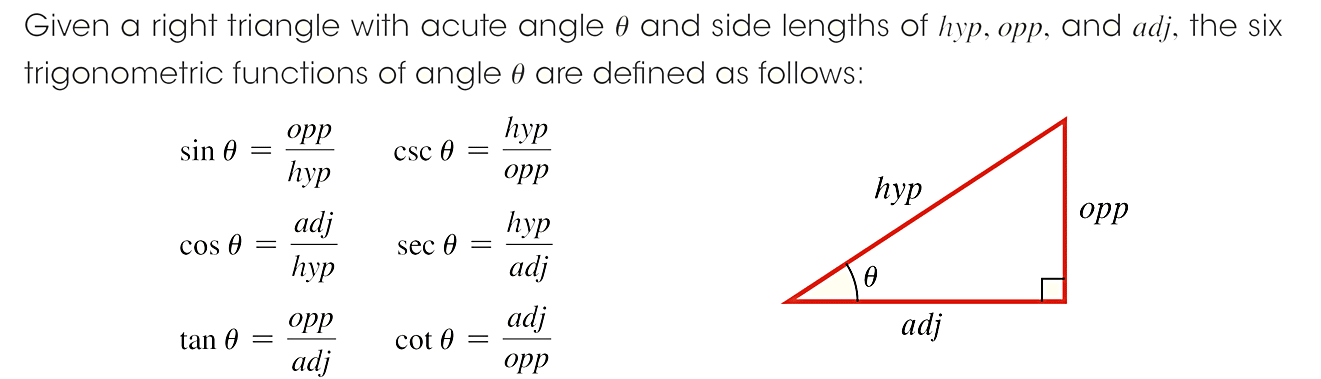 Given a right triangle with acute angle θ and side lengths of hyp, opp, and adj, the six
trigonometric functions of angle θ are defined as follows:
sin θ = opp/hyp csc θ = hyp/opp
cos θ = adj/hyp sec θ = hyp/adj
tan θ = opp/adj cot θ = adj/opp
hyp
opp
θ
adj